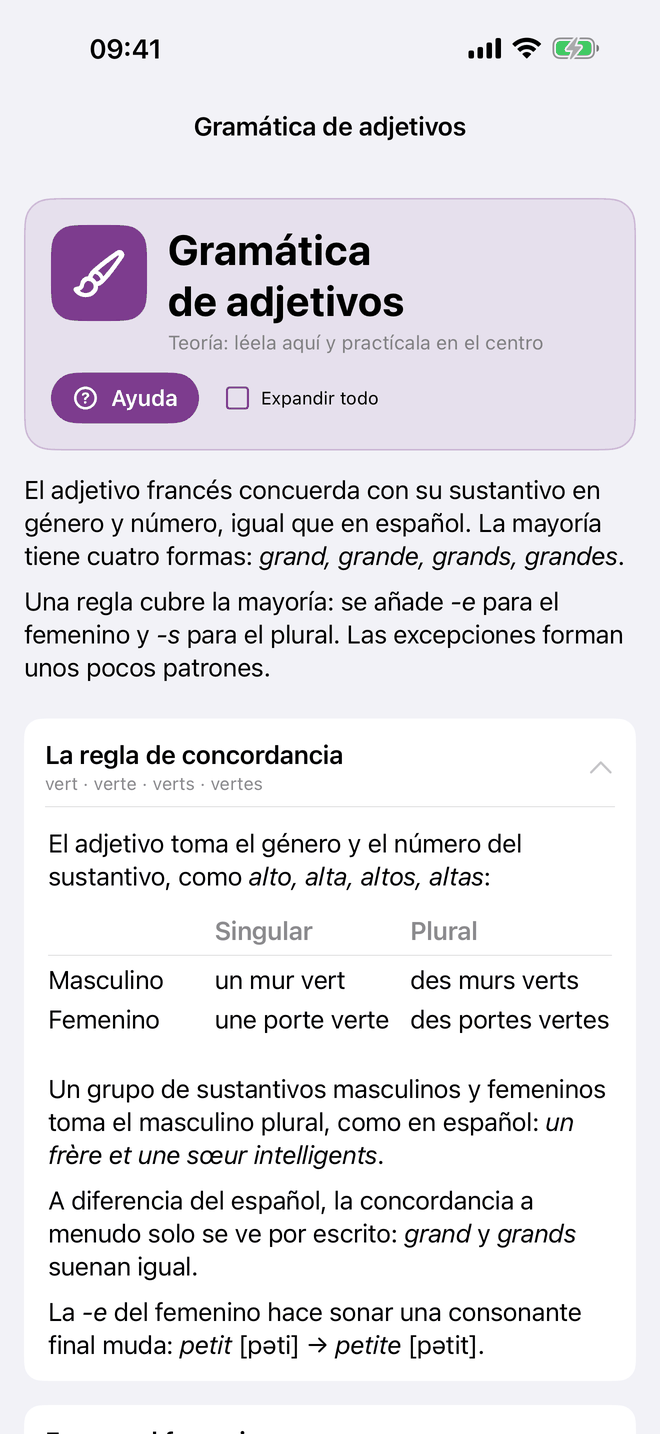 09:41
Gramática de adjetivos
Gramática
de adjetivos
Teoría: léela aquí y practícala en el centro
Ayuda
Expandir todo
El adjetivo francés concuerda con su sustantivo en
género y número, igual que en español. La mayoría
tiene cuatro formas: grand, grande, grands, grandes.
Una regla cubre la mayoría: se añade -e para el
femenino y -s para el plural. Las excepciones forman
unos pocos patrones.
La regla de concordancia
vert · verte · verts · vertes
El adjetivo toma el género y el número del
sustantivo, como alto, alta, altos, altas:
Singular Plural
Masculino un mur vert des murs verts
Femenino une porte verte des portes vertes
Un grupo de sustantivos masculinos y femeninos
toma el masculino plural, como en español: un
frère et une sœur intelligents.
A diferencia del español, la concordancia a
menudo solo se ve por escrito: grand y grands
suenan igual.
La -e del femenino hace sonar una consonante
final muda: petit [pəti] → petite [pətit].